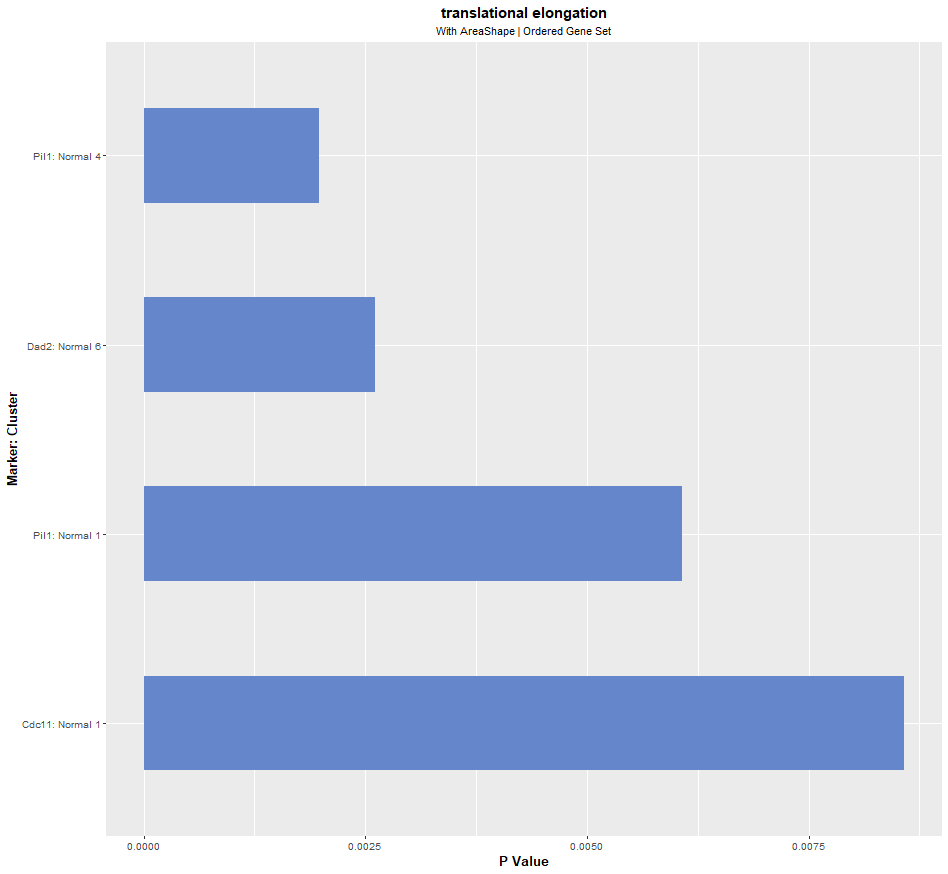 translational elongation
With AreaShape | Ordered Gene Set
Marker: Cluster
Pil1: Normal 4
Dad2: Normal 6
Pil1: Normal 1
Cdc11: Normal 1
0.0000 0.0025 0.0050 0.0075
P Value